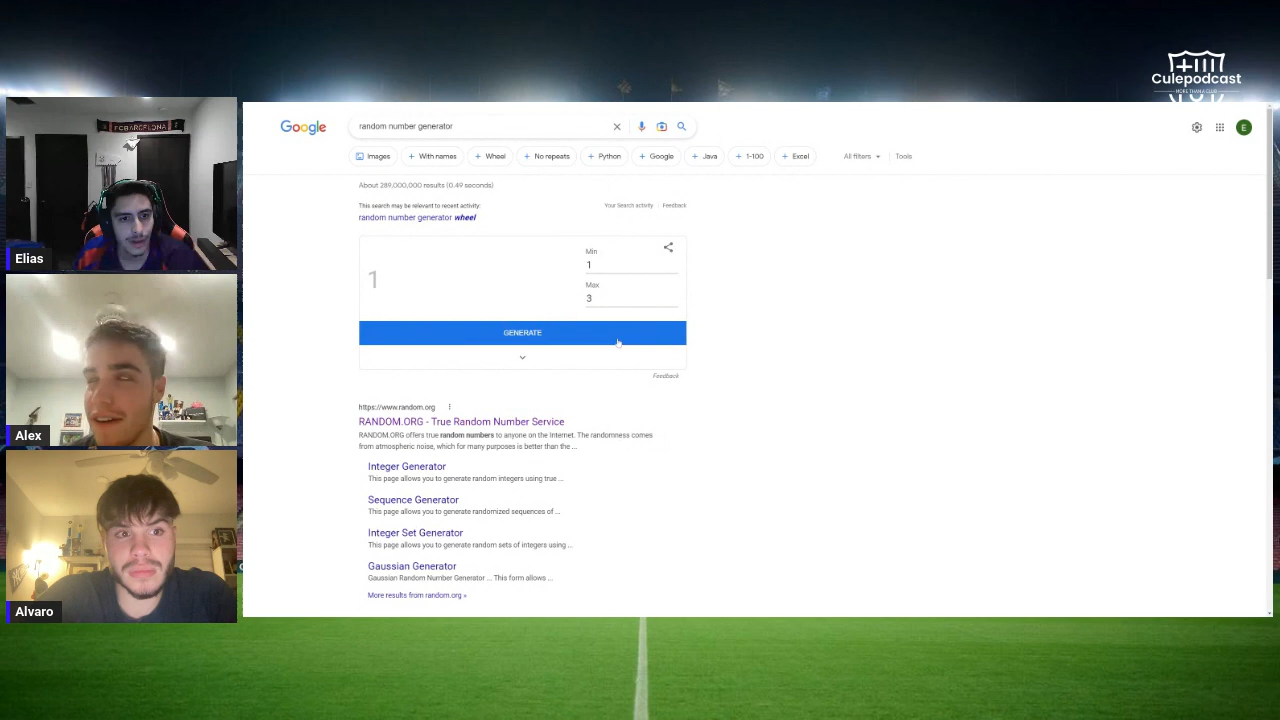 Culepodcast
MORE THAN A CLUB
FC BARCELONA
Elias
Alex
Alvaro
Google
random number generator
Images
+ With names
+ Wheel
+ No repeats
+ Python
+ Google
+ Java
+ 1-100
+ Excel
All filters
Tools
E
About 289,000,000 results (0.49 seconds)
This search may be relevant to recent activity:
Your Search activity | Feedback
random number generator wheel
1
Min
1
Max
3
GENERATE
Feedback
https://www.random.org
RANDOM.ORG - True Random Number Service
RANDOM.ORG offers true random numbers to anyone on the Internet. The randomness comes
from atmospheric noise, which for many purposes is better than the ...
Integer Generator
This page allows you to generate random integers using true ...
Sequence Generator
This page allows you to generate randomized sequences of ...
Integer Set Generator
This page allows you to generate random sets of integers using ...
Gaussian Generator
Gaussian Random Number Generator ... This form allows ...
More results from random.org »